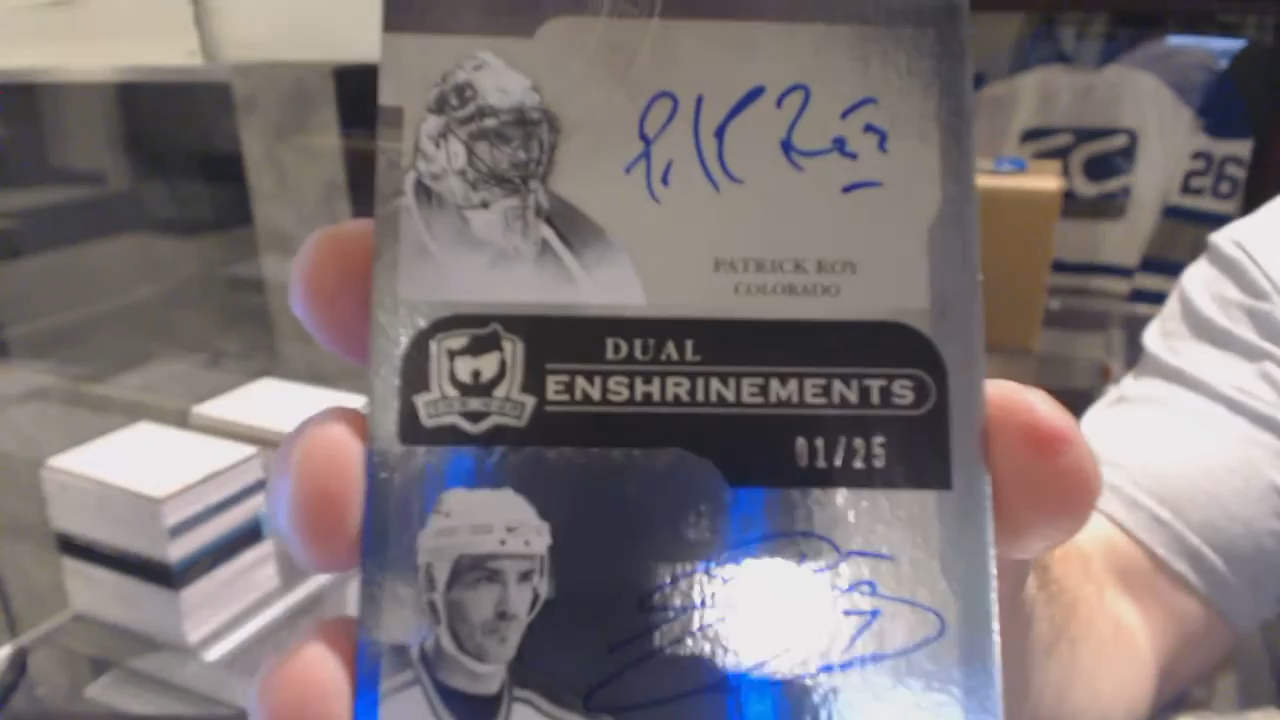 PATRICK ROY
COLORADO
DUAL
ENSHRINEMENTS
01/25
26